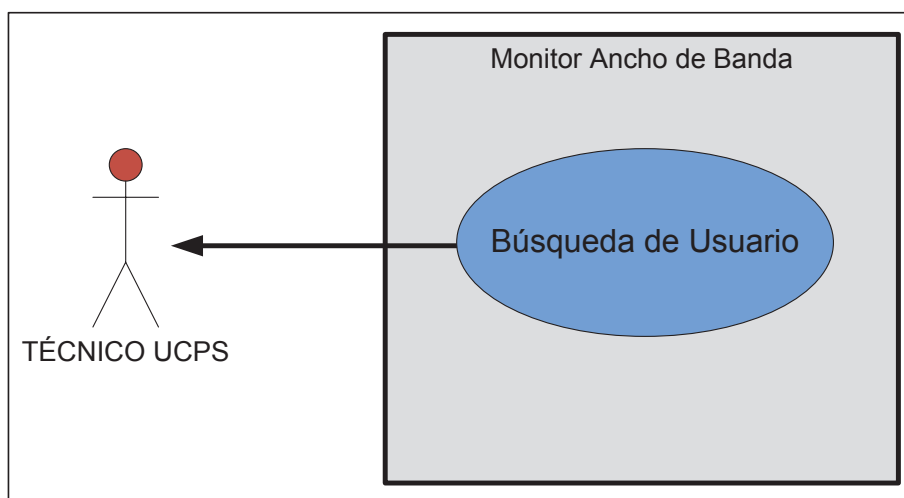 Monitor Ancho de Banda
Búsqueda de Usuario
TÉCNICO UCPS